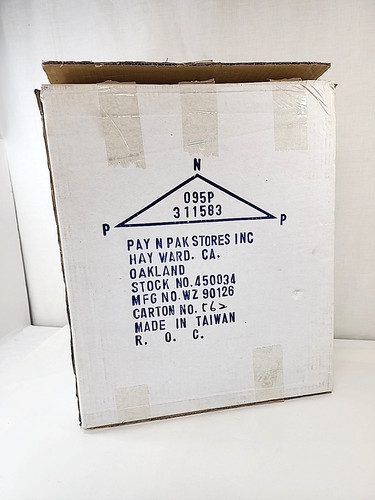 N
095P
311583
P P
PAY N PAK STORES INC
HAY WARD. CA.
OAKLAND
STOCK NO. 450034
MFG NO. WZ 90126
CARTON NO.
MADE IN TAIWAN
R. O. C.